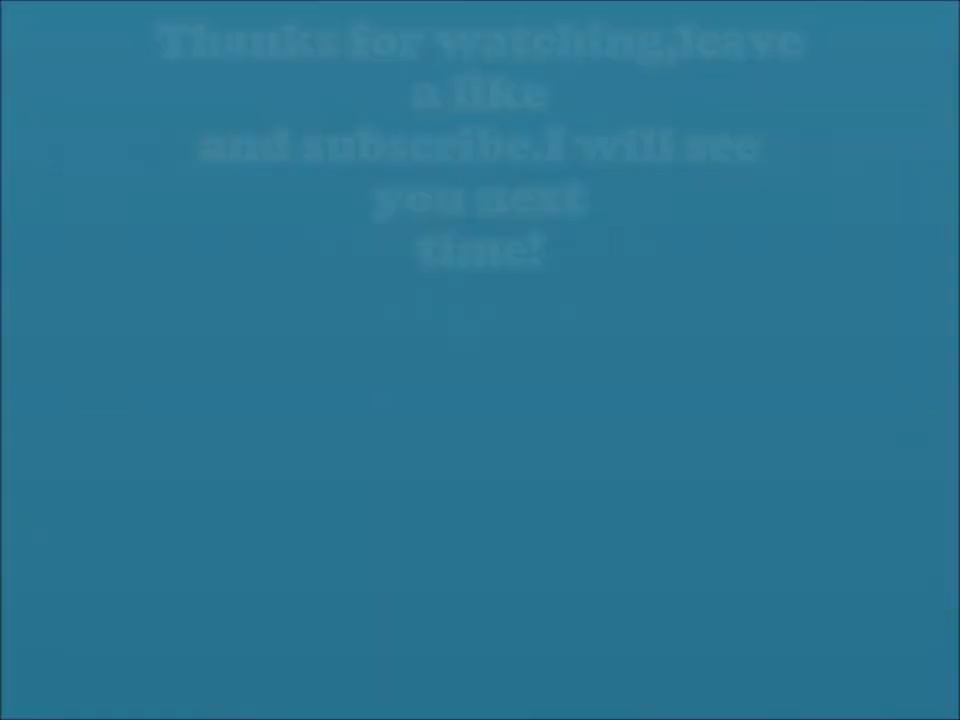 Thanks for watching,leave
a like
and subscribe.I will see
you next
time!